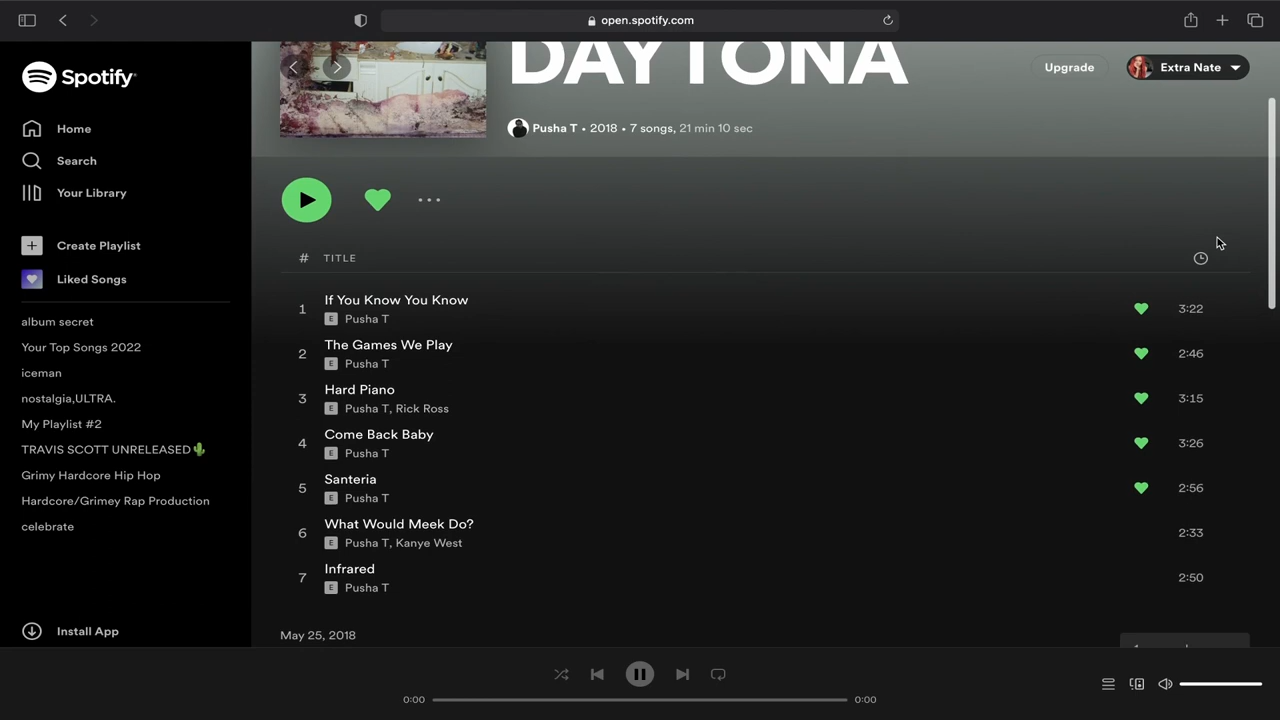 open.spotify.com
Spotify
DAYTONA
Upgrade
Extra Nate
Pusha T • 2018 • 7 songs, 21 min 10 sec
Home
Search
Your Library
Create Playlist
Liked Songs
album secret
Your Top Songs 2022
iceman
nostalgia,ULTRA.
My Playlist #2
TRAVIS SCOTT UNRELEASED🌵
Grimy Hardcore Hip Hop
Hardcore/Grimey Rap Production
celebrate
Install App
# TITLE
1 If You Know You Know 3:22
E Pusha T
2 The Games We Play 2:46
E Pusha T
3 Hard Piano 3:15
E Pusha T, Rick Ross
4 Come Back Baby 3:26
E Pusha T
5 Santeria 2:56
E Pusha T
6 What Would Meek Do? 2:33
E Pusha T, Kanye West
7 Infrared 2:50
E Pusha T
May 25, 2018
0:00 0:00